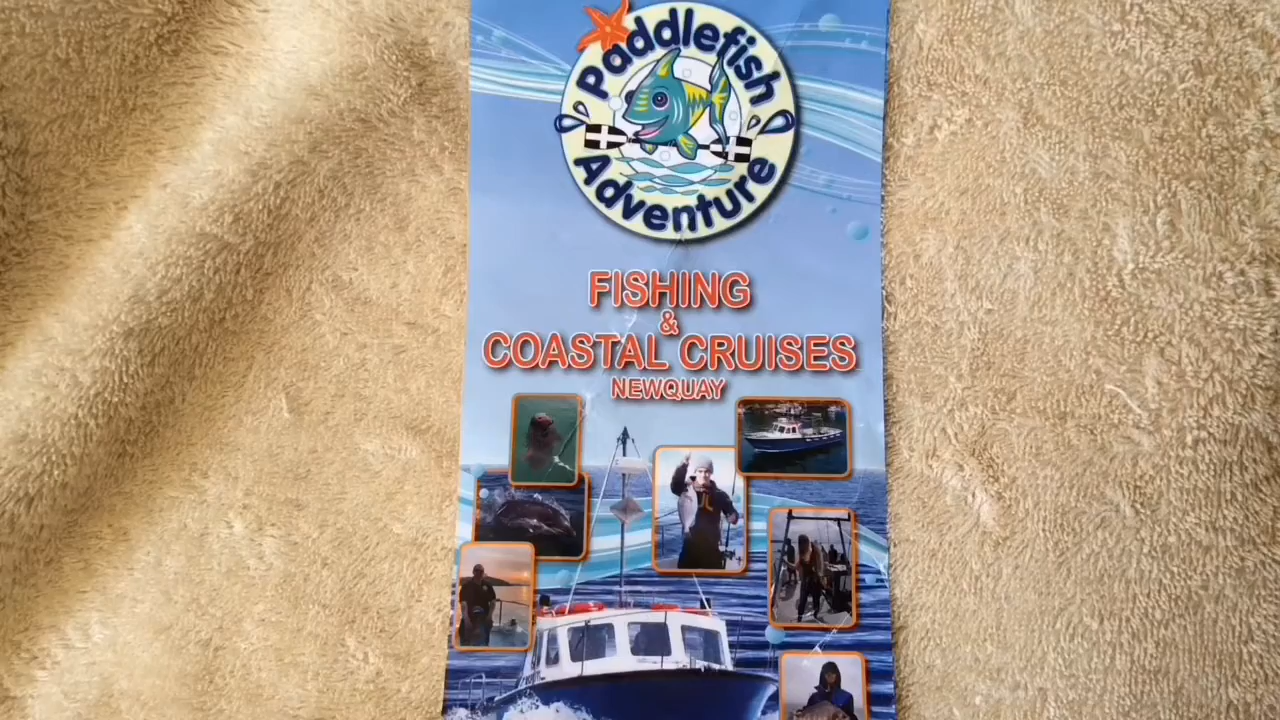 Paddlefish
Adventure
FISHING
&
COASTAL CRUISES
NEWQUAY